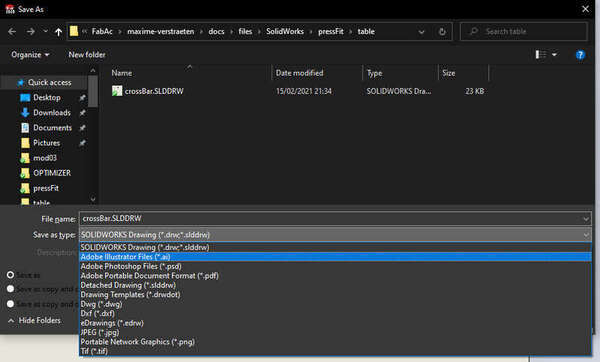 Save As
« FabAc > maxime-verstraeten > docs > files > SolidWorks > pressFit > table
Search table
Organize
New folder
Name
Date modified
Type
Size
Quick access
Desktop
Downloads
Documents
Pictures
mod03
OPTIMIZER
pressFit
table
crossBar.SLDDRW
15/02/2021 21:34
SOLIDWORKS Dra...
23 KB
File name:
crossBar.SLDDRW
Save as type:
SOLIDWORKS Drawing (*.drw;*.slddrw)
Description:
SOLIDWORKS Drawing (*.drw;*.slddrw)
Adobe Illustrator Files (*.ai)
Adobe Photoshop Files (*.psd)
Adobe Portable Document Format (*.pdf)
Detached Drawing (*.slddrw)
Drawing Templates (*.drwdot)
Dwg (*.dwg)
Dxf (*.dxf)
eDrawings (*.edrw)
JPEG (*.jpg)
Portable Network Graphics (*.png)
Tif (*.tif)
Save as
Save as copy and c
Save as copy and o
Hide Folders